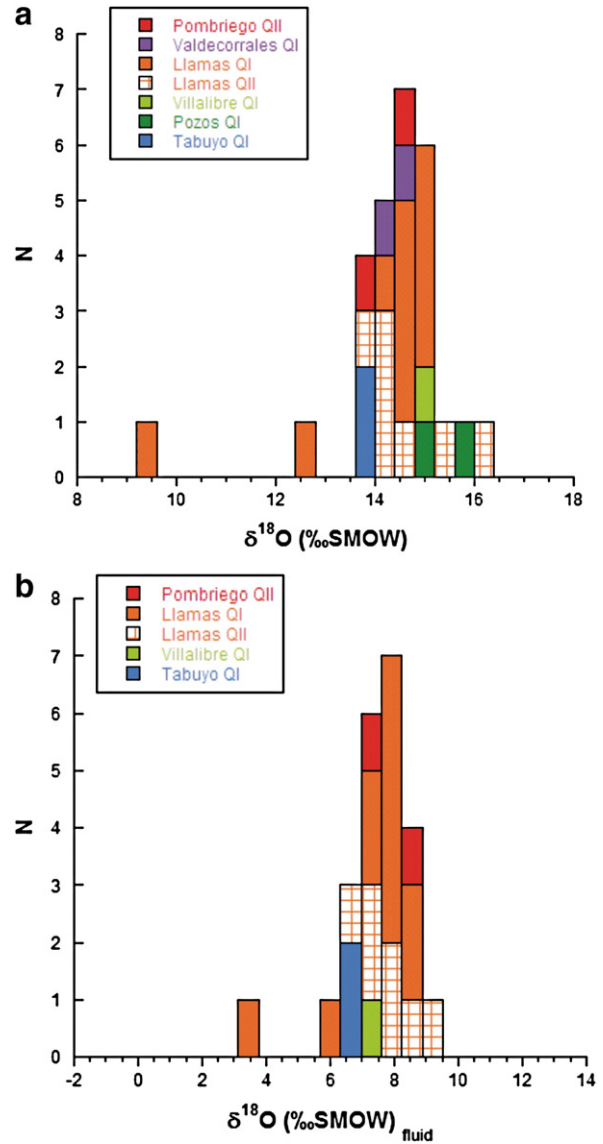 a
Pombriego QII
Valdecorrales QI
Llamas QI
Llamas QII
Villalibre QI
Pozos QI
Tabuyo QI
8
7
6
5
4
3
2
1
0
N
8 10 12 14 16 18
δ18O (‰SMOW)
b
Pombriego QII
Llamas QI
Llamas QII
Villalibre QI
Tabuyo QI
8
7
6
5
4
3
2
1
0
N
-2 0 2 4 6 8 10 12 14
δ18O (‰SMOW) fluid